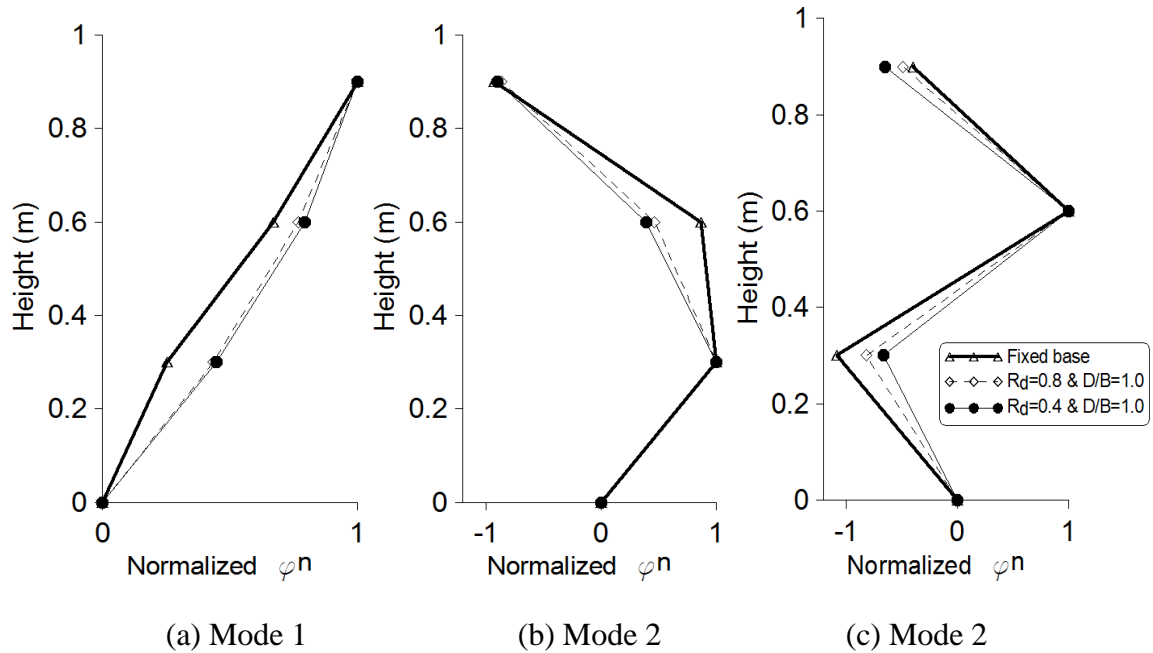 1
0.8
0.6
0.4
0.2
0
Height (m)
0 1
Normalized φn
(a) Mode 1
1
0.8
0.6
0.4
0.2
0
Height (m)
-1 0 1
Normalized φn
(b) Mode 2
1
0.8
0.6
0.4
0.2
0
Height (m)
Fixed base
Rd=0.8 & D/B=1.0
Rd=0.4 & D/B=1.0
-1 0 1
Normalized φn
(c) Mode 2